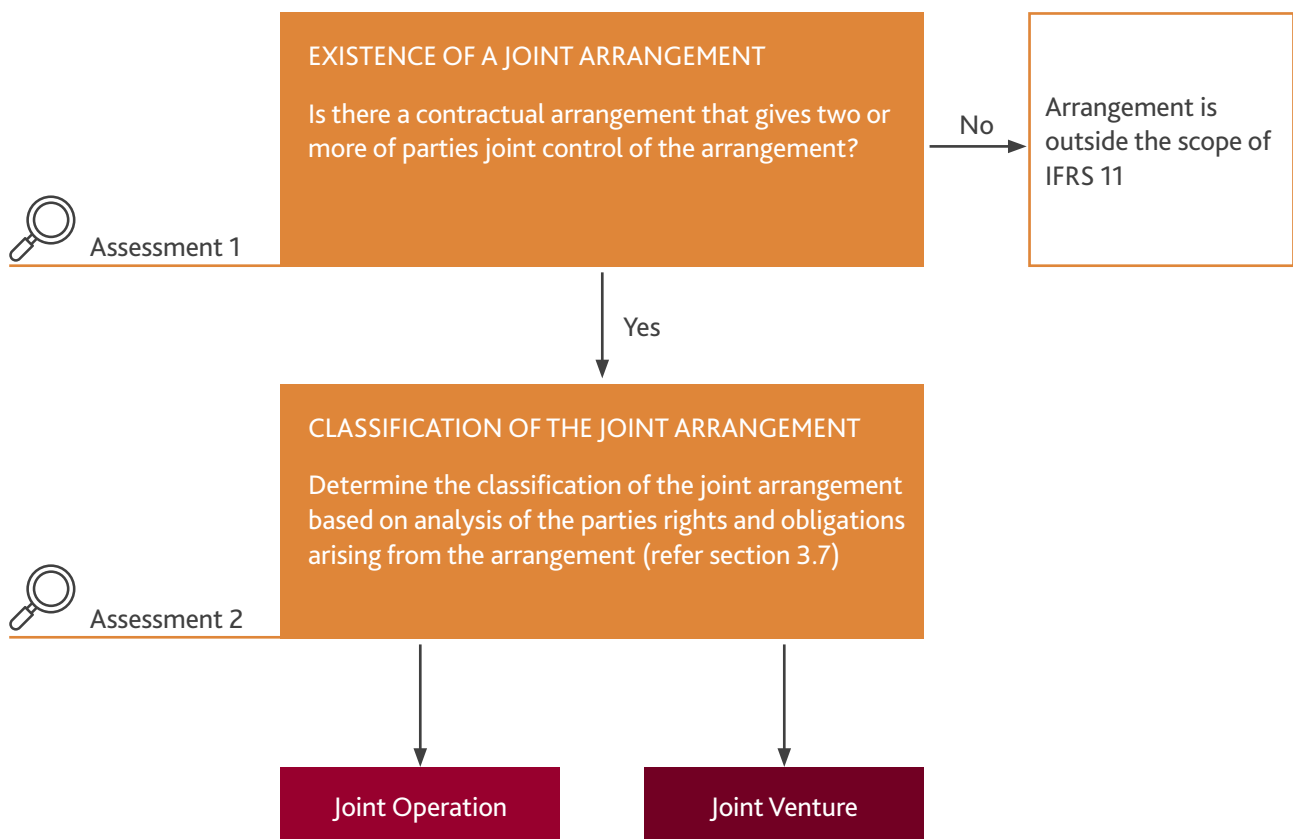 EXISTENCE OF A JOINT ARRANGEMENT
Is there a contractual arrangement that gives two or
more of parties joint control of the arrangement?
No
Arrangement is
outside the scope of
IFRS 11
Assessment 1
Yes
CLASSIFICATION OF THE JOINT ARRANGEMENT
Determine the classification of the joint arrangement
based on analysis of the parties rights and obligations
arising from the arrangement (refer section 3.7)
Assessment 2
Joint Operation
Joint Venture